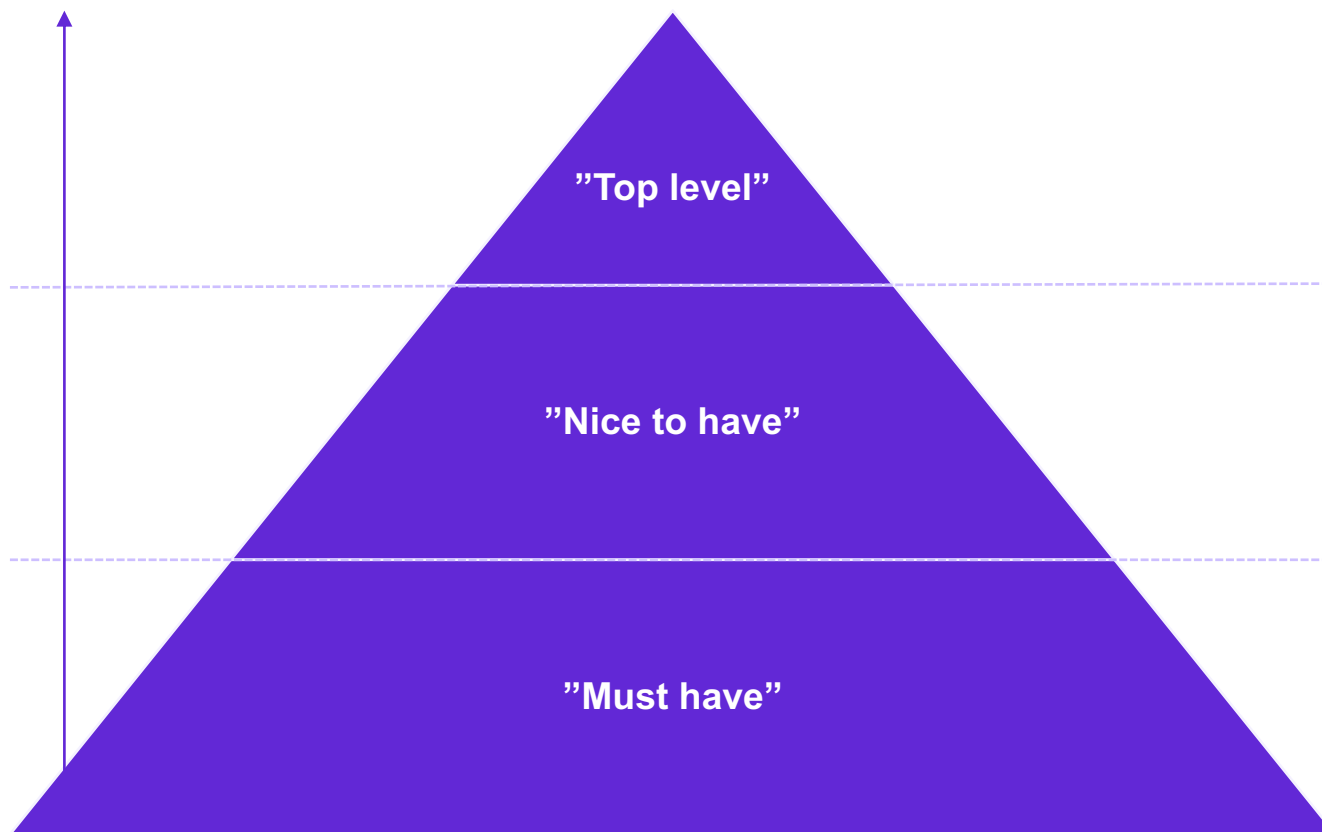 ”Top level”
”Nice to have”
”Must have”